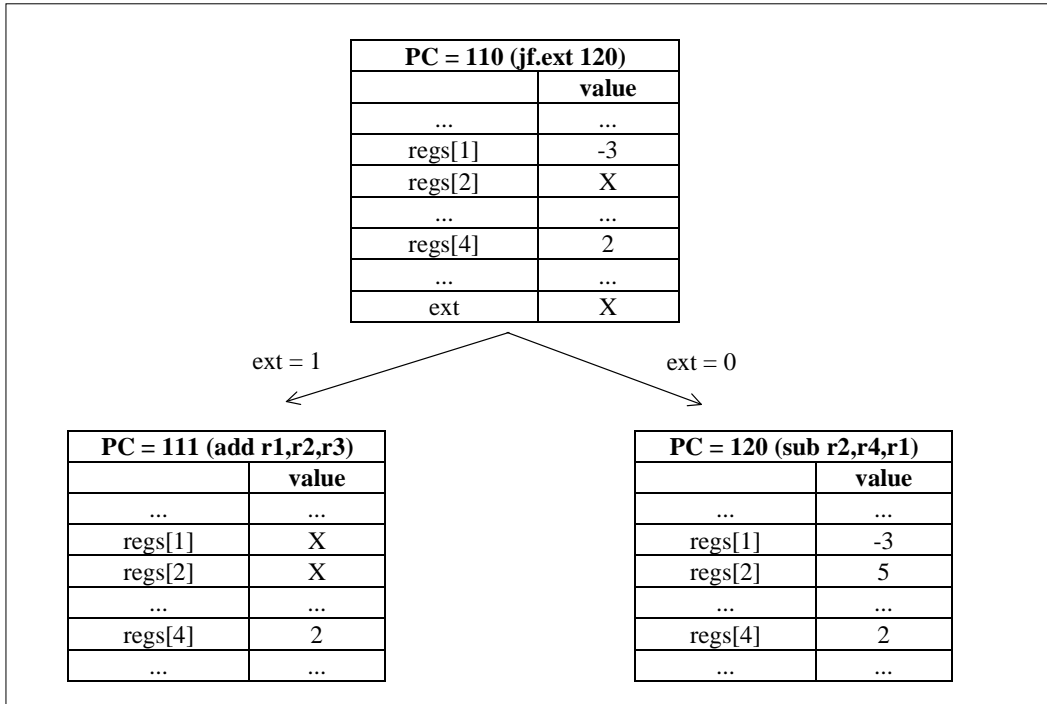 PC = 110 (jf.ext 120)
value
... ...
regs[1] -3
regs[2] X
... ...
regs[4] 2
... ...
ext X
ext = 1
ext = 0
PC = 111 (add r1,r2,r3)
value
... ...
regs[1] X
regs[2] X
... ...
regs[4] 2
... ...
PC = 120 (sub r2,r4,r1)
value
... ...
regs[1] -3
regs[2] 5
... ...
regs[4] 2
... ...